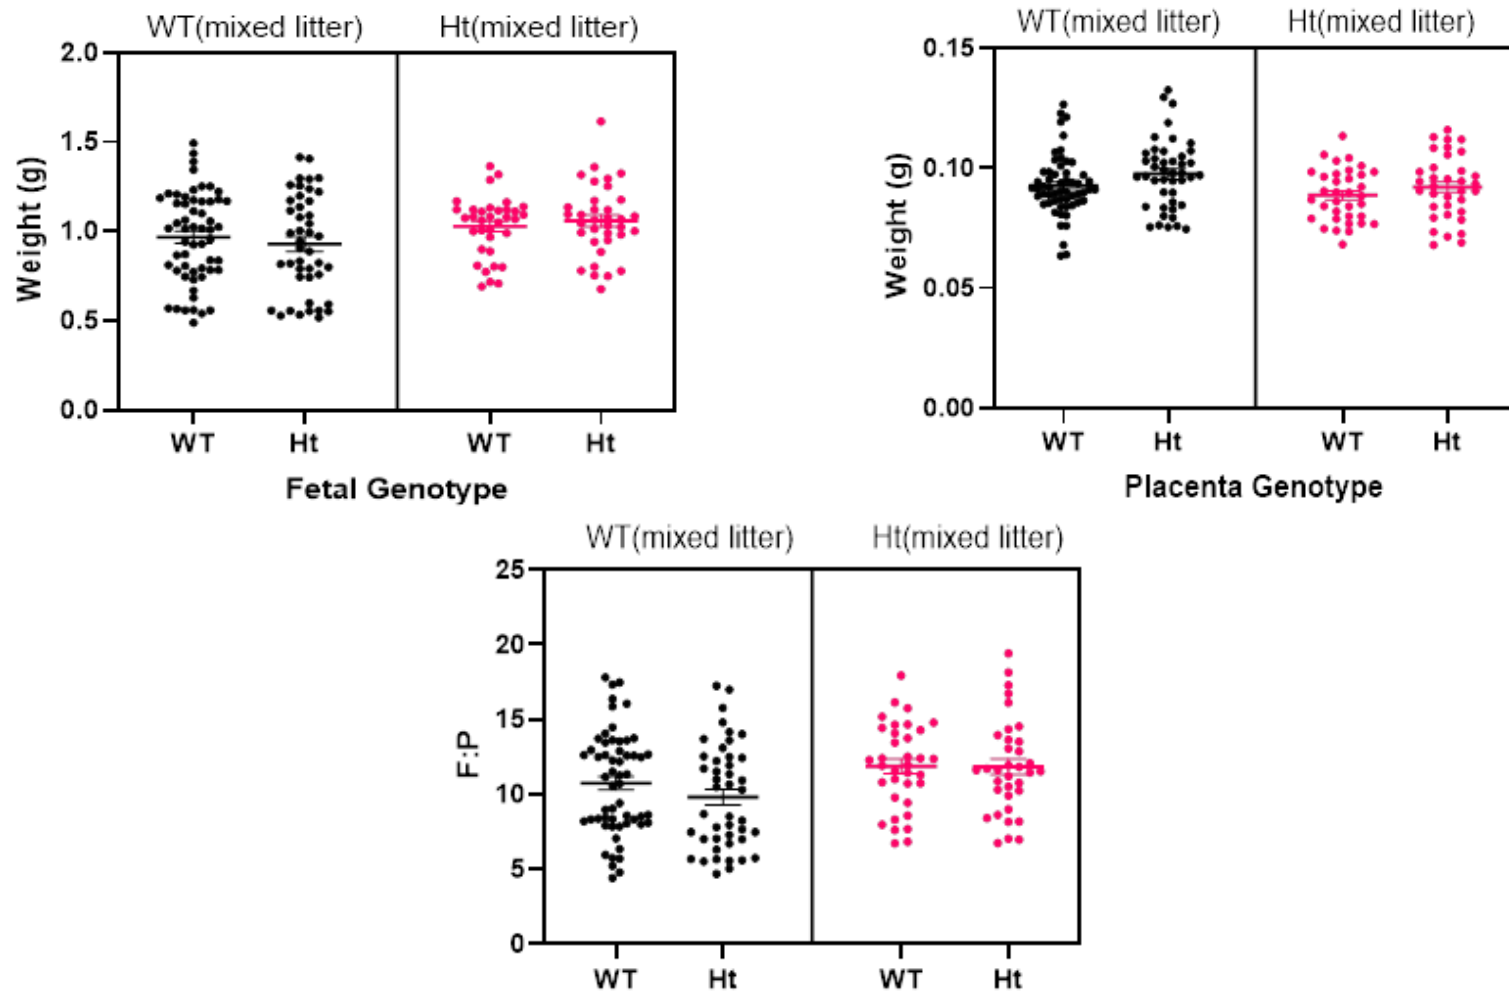 WT(mixed litter) Ht(mixed litter)
2.0
1.5
1.0
0.5
0.0
Weight (g)
WT Ht WT Ht
Fetal Genotype
WT(mixed litter) Ht(mixed litter)
0.15
0.10
0.05
0.00
Weight (g)
WT Ht WT Ht
Placenta Genotype
WT(mixed litter) Ht(mixed litter)
25
20
15
10
5
0
F:P
WT Ht WT Ht